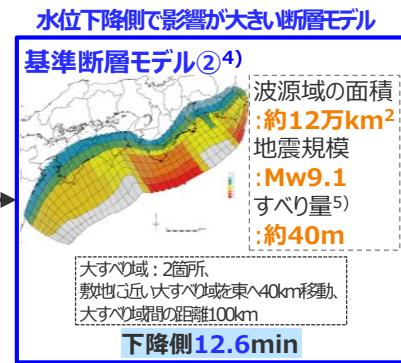 水位下降側で影響が大きい断層モデル
基準断層モデル②4)
波源域の面積
:約12万km2
地震規模
:Mw9.1
すべり量5)
:約40m
大すべり域：2箇所、
敷地に近い大すべり域を東へ40km移動、
大すべり域間の距離100km
下降側12.6min